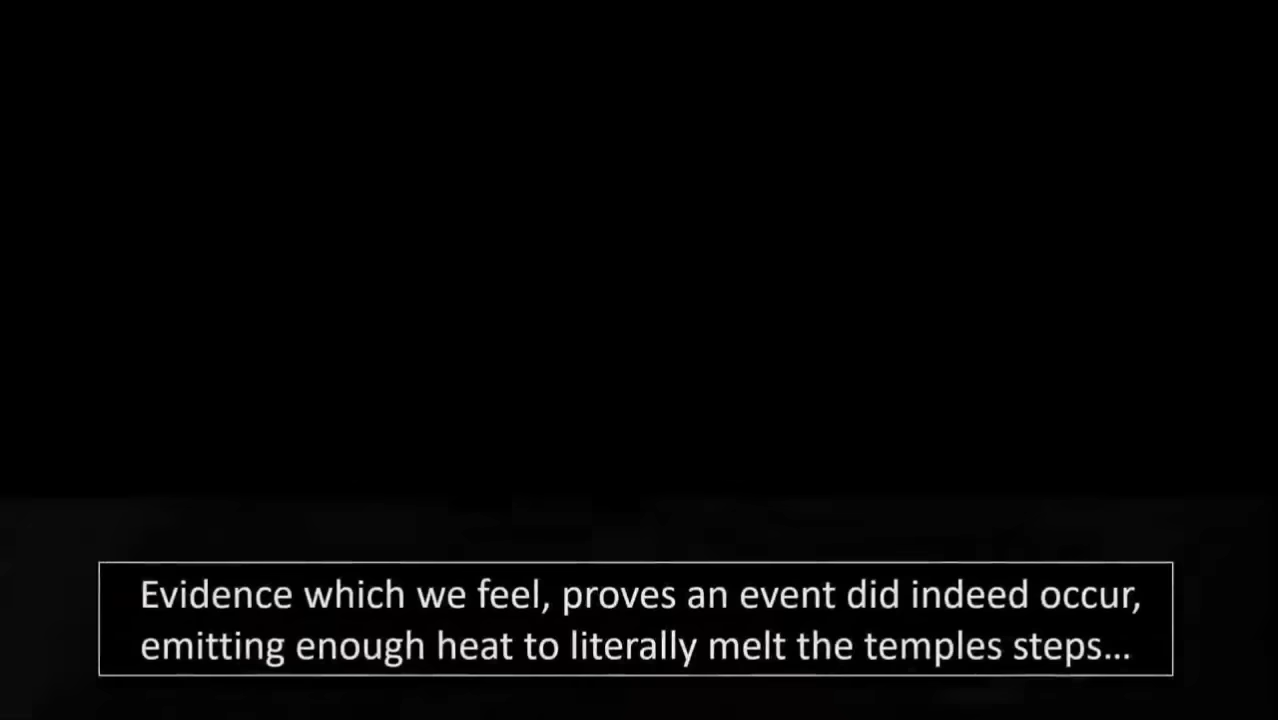 Evidence which we feel, proves an event did indeed occur,
emitting enough heat to literally melt the temples steps...